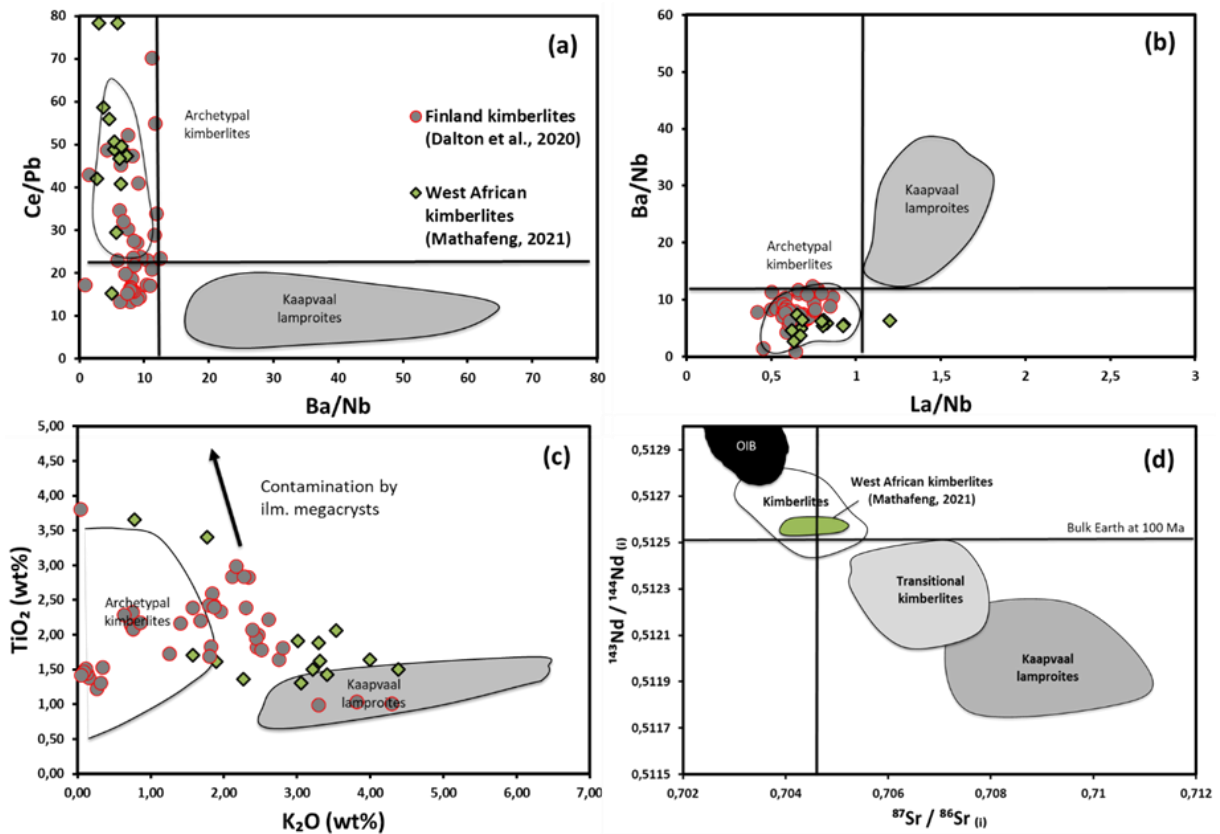 (a)
80
70
60
50
40
30
20
10
0
Ce/Pb
Archetypal
kimberlites
Finland kimberlites
(Dalton et al., 2020)
West African
kimberlites
(Mathafeng, 2021)
Kaapvaal
lamproites
0 10 20 30 40 50 60 70 80
Ba/Nb
(b)
60
50
40
30
20
10
0
Ba/Nb
Kaapvaal
lamproites
Archetypal
kimberlites
0 0,5 1 1,5 2 2,5 3
La/Nb
(c)
5,00
4,50
4,00
3,50
3,00
2,50
2,00
1,50
1,00
0,50
0,00
TiO₂ (wt%)
Contamination by
ilm. megacrysts
Archetypal
kimberlites
Kaapvaal
lamproites
0,00 1,00 2,00 3,00 4,00 5,00 6,00 7,00
K₂O (wt%)
(d)
0,5129
0,5127
0,5125
0,5123
0,5121
0,5119
0,5117
0,5115
¹⁴³Nd / ¹⁴⁴Nd (i)
OIB
West African kimberlites
(Mathafeng, 2021)
Kimberlites
Bulk Earth at 100 Ma
Transitional
kimberlites
Kaapvaal
lamproites
0,702 0,704 0,706 0,708 0,71 0,712
⁸⁷Sr / ⁸⁶Sr (i)